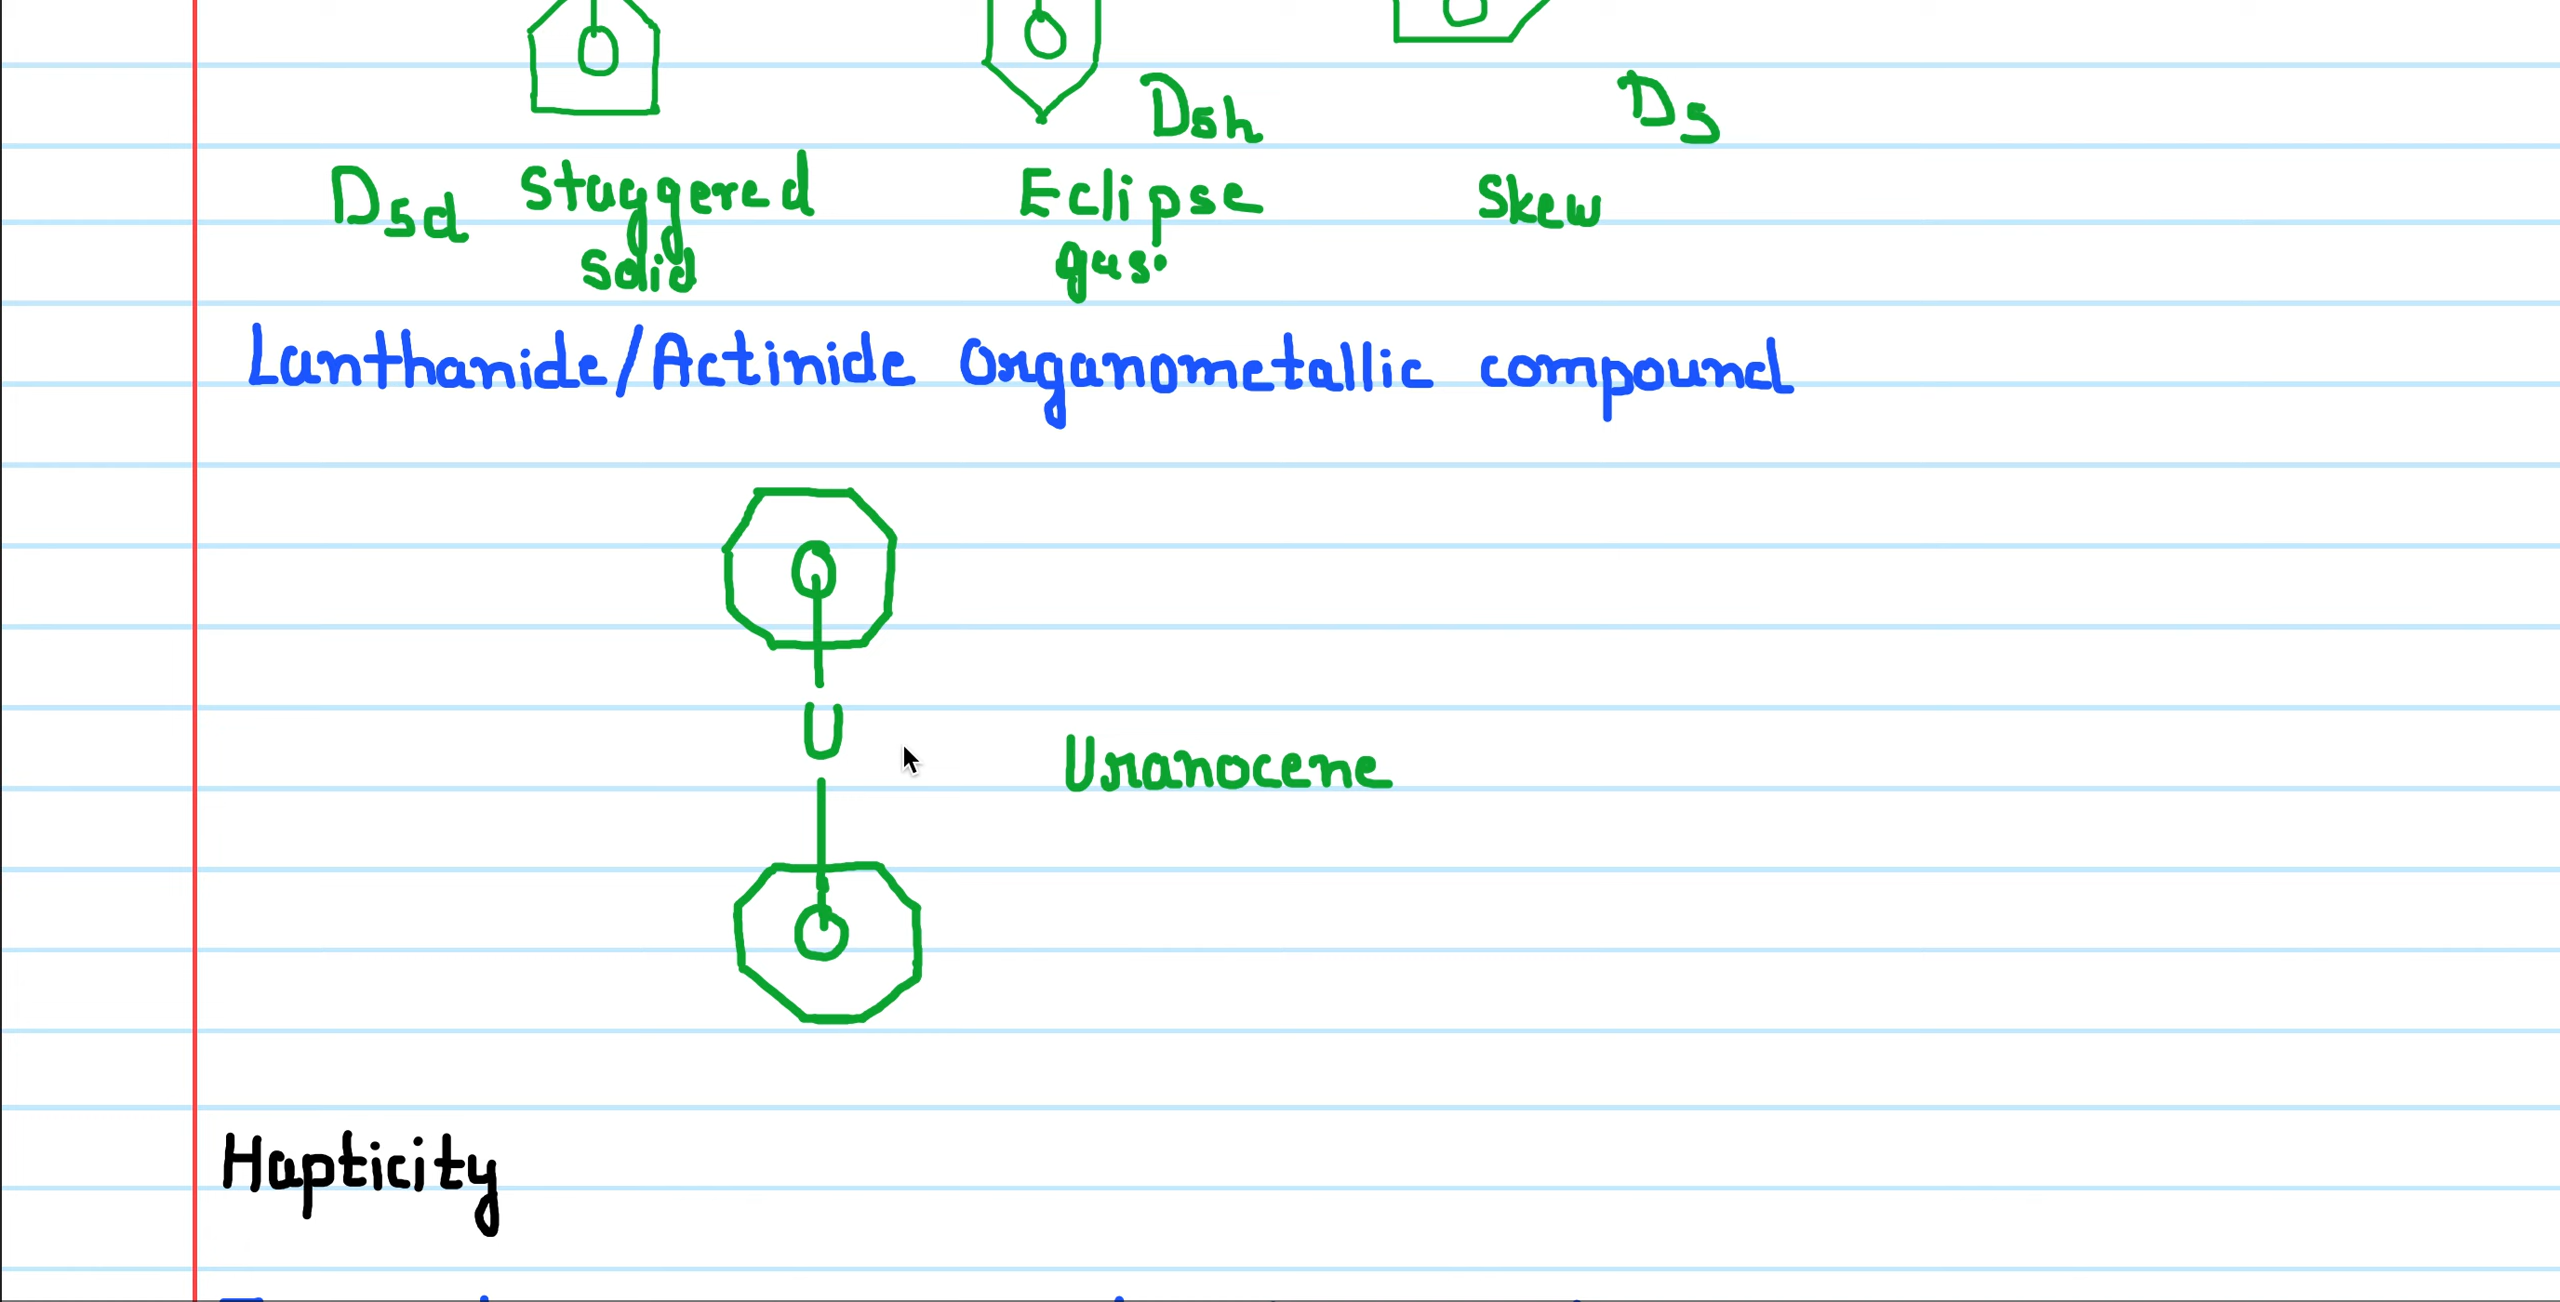 D5h D5
D5d Staggered Eclipse Skew
solid gas.
Lanthanide/Actinide Organometallic compound
U
Uranocene
Hapticity